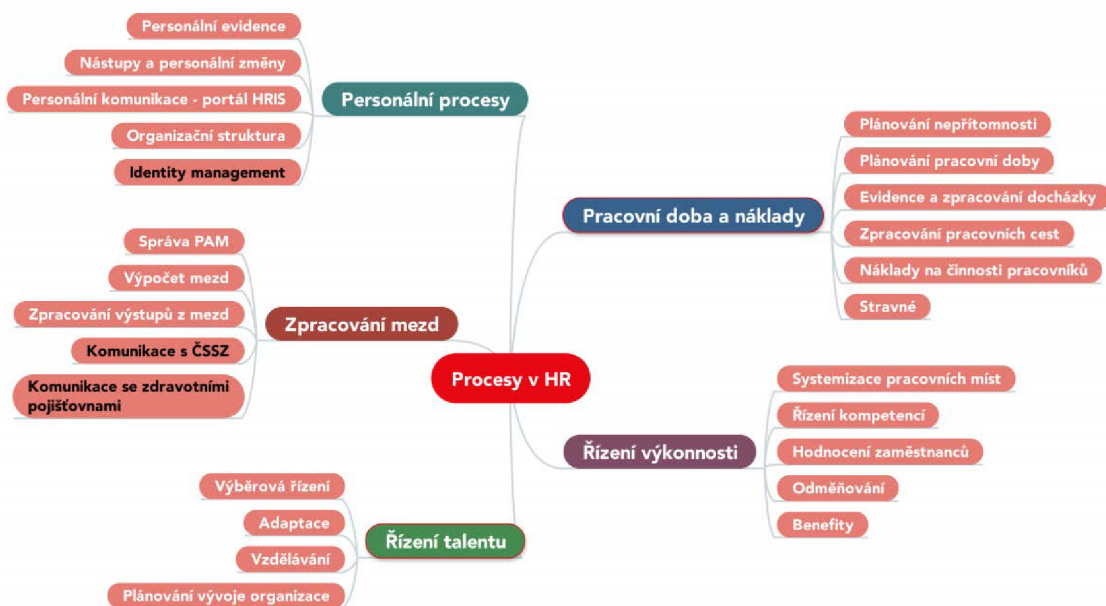 Personální evidence
Nástupy a personální změny
Personální komunikace - portál HRIS
Organizační struktura
Identity management
Personální procesy
Správa PAM
Výpočet mezd
Zpracování výstupů z mezd
Komunikace s ČSSZ
Komunikace se zdravotními
pojišťovnami
Zpracování mezd
Výběrová řízení
Adaptace
Vzdělávání
Plánování vývoje organizace
Řízení talentu
Procesy v HR
Pracovní doba a náklady
Plánování nepřítomnosti
Plánování pracovní doby
Evidence a zpracování docházky
Zpracování pracovních cest
Náklady na činnosti pracovníků
Stravné
Řízení výkonnosti
Systemizace pracovních míst
Řízení kompetencí
Hodnocení zaměstnanců
Odměňování
Benefity